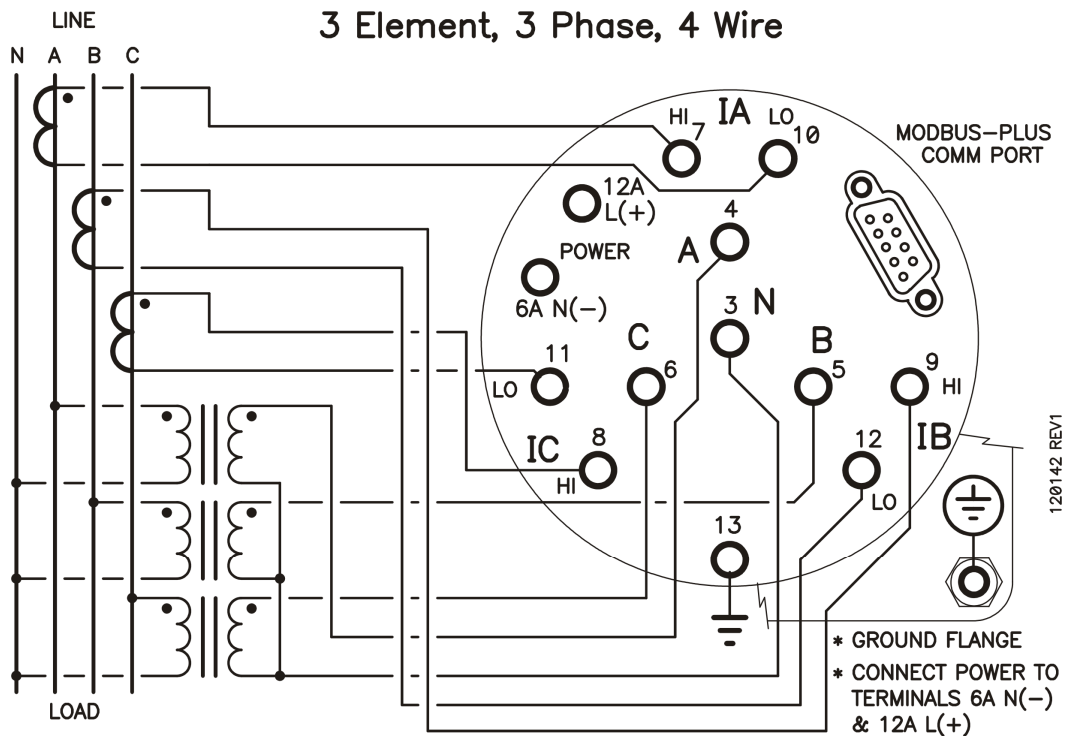 3 Element, 3 Phase, 4 Wire
LINE
N A B C
HI 7 IA LO 10
MODBUS-PLUS
COMM PORT
12A
L(+)
4
A
POWER
6A N(-)
3 N
C
B
11
LO
6
5
9
HI
IC
8
HI
12
LO
IB
13
120142 REV1
LOAD
* GROUND FLANGE
* CONNECT POWER TO
TERMINALS 6A N(-)
& 12A L(+)